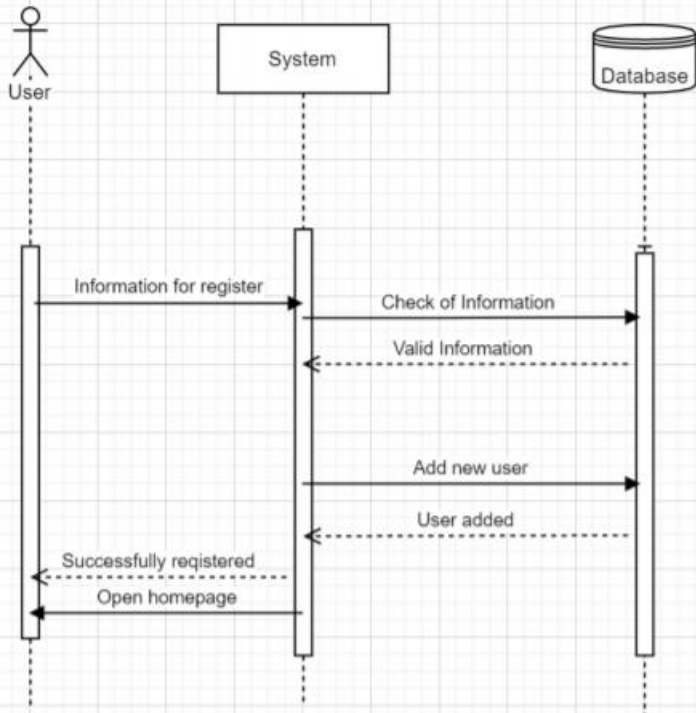 System
Database
User
Information for register
Check of Information
Valid Information
Add new user
User added
Successfully registered
Open homepage